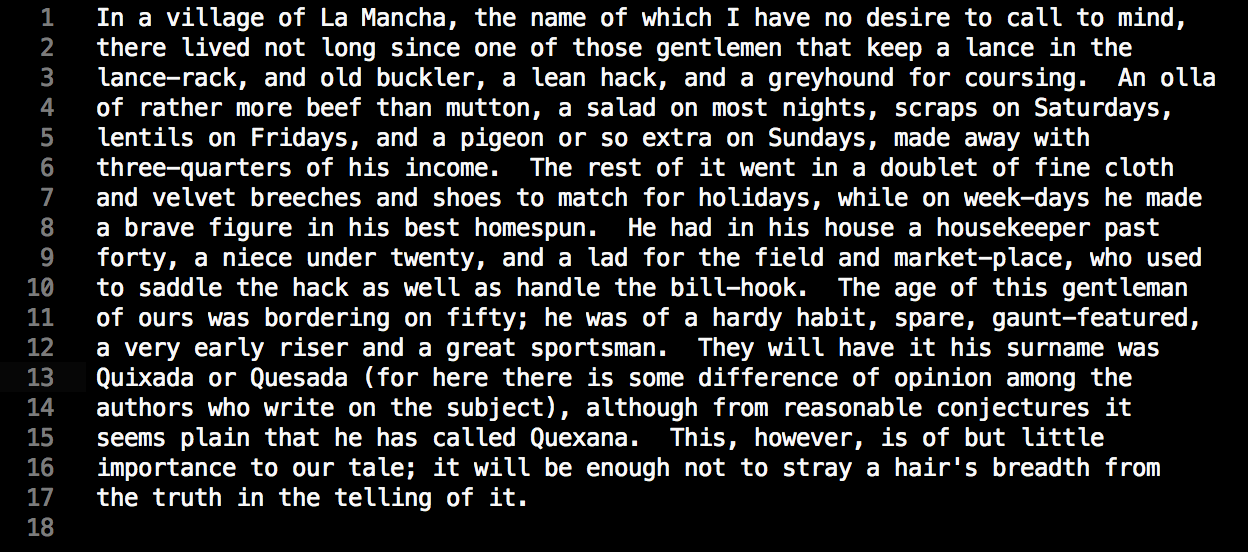 1 In a village of La Mancha, the name of which I have no desire to call to mind,
2 there lived not long since one of those gentlemen that keep a lance in the
3 lance-rack, and old buckler, a lean hack, and a greyhound for coursing.  An olla
4 of rather more beef than mutton, a salad on most nights, scraps on Saturdays,
5 lentils on Fridays, and a pigeon or so extra on Sundays, made away with
6 three-quarters of his income.  The rest of it went in a doublet of fine cloth
7 and velvet breeches and shoes to match for holidays, while on week-days he made
8 a brave figure in his best homespun.  He had in his house a housekeeper past
9 forty, a niece under twenty, and a lad for the field and market-place, who used
10 to saddle the hack as well as handle the bill-hook.  The age of this gentleman
11 of ours was bordering on fifty; he was of a hardy habit, spare, gaunt-featured,
12 a very early riser and a great sportsman.  They will have it his surname was
13 Quixada or Quesada (for here there is some difference of opinion among the
14 authors who write on the subject), although from reasonable conjectures it
15 seems plain that he has called Quexana.  This, however, is of but little
16 importance to our tale; it will be enough not to stray a hair's breadth from
17 the truth in the telling of it.
18